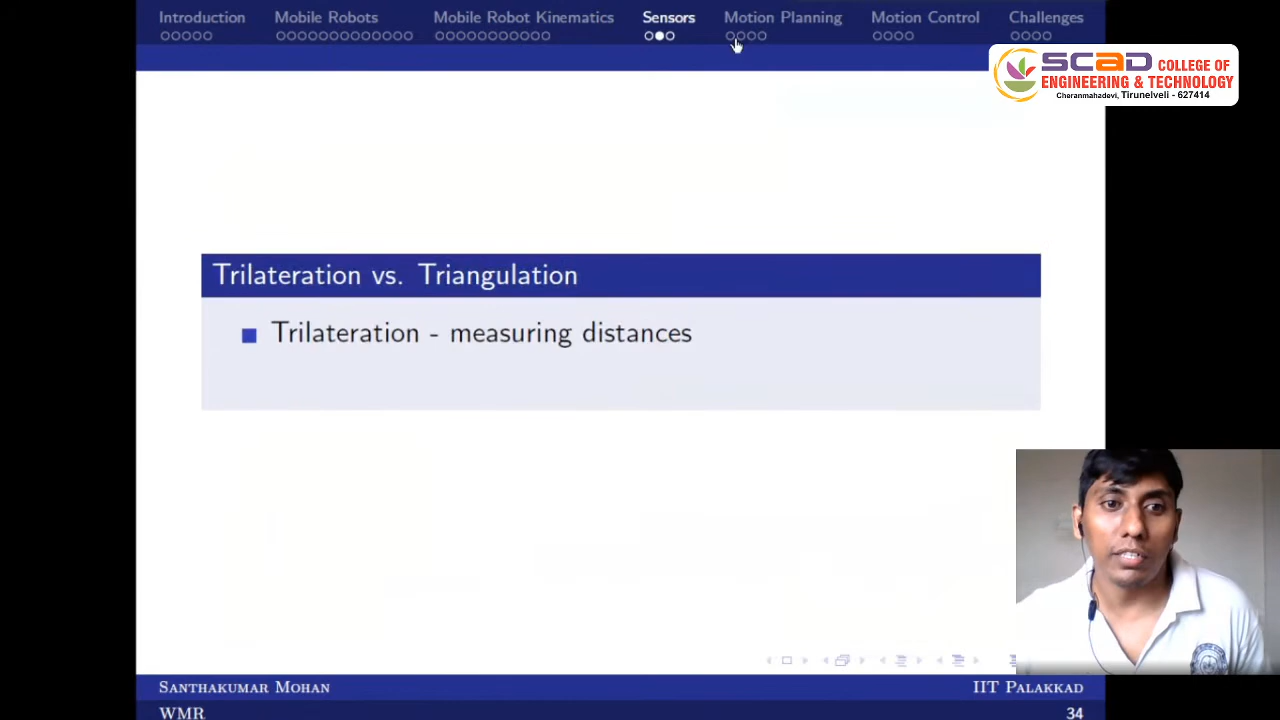 Introduction
Mobile Robots
Mobile Robot Kinematics
Sensors
Motion Planning
Motion Control
Challenges
SCAD COLLEGE OF
ENGINEERING & TECHNOLOGY
Cheranmahadevi, Tirunelveli - 627414
Trilateration vs. Triangulation
Trilateration - measuring distances
Santhakumar Mohan
IIT Palakkad
WMR
34